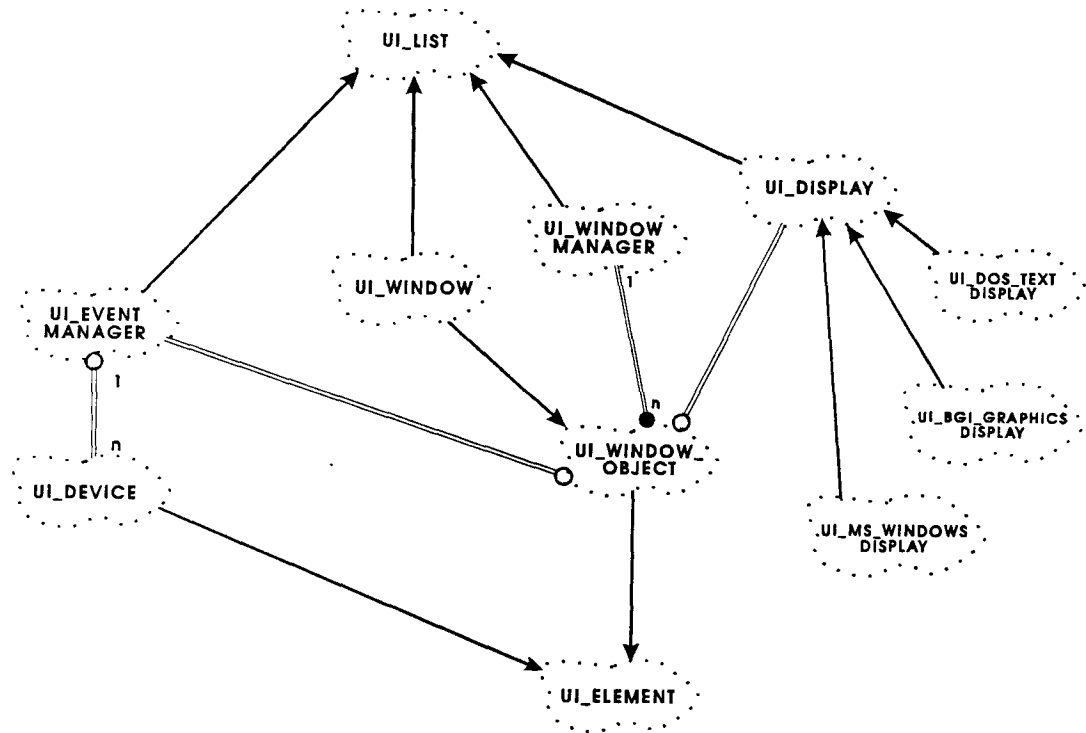 UI_LIST
UI_DISPLAY
UI_WINDOW
MANAGER
UI_DOS_TEXT
DISPLAY
UI_WINDOW
UI_EVENT
MANAGER
1
1
n
UI_BGI_GRAPHICS
DISPLAY
n
UI_WINDOW_
OBJECT
UI_DEVICE
UI_MS_WINDOWS
DISPLAY
UI_ELEMENT